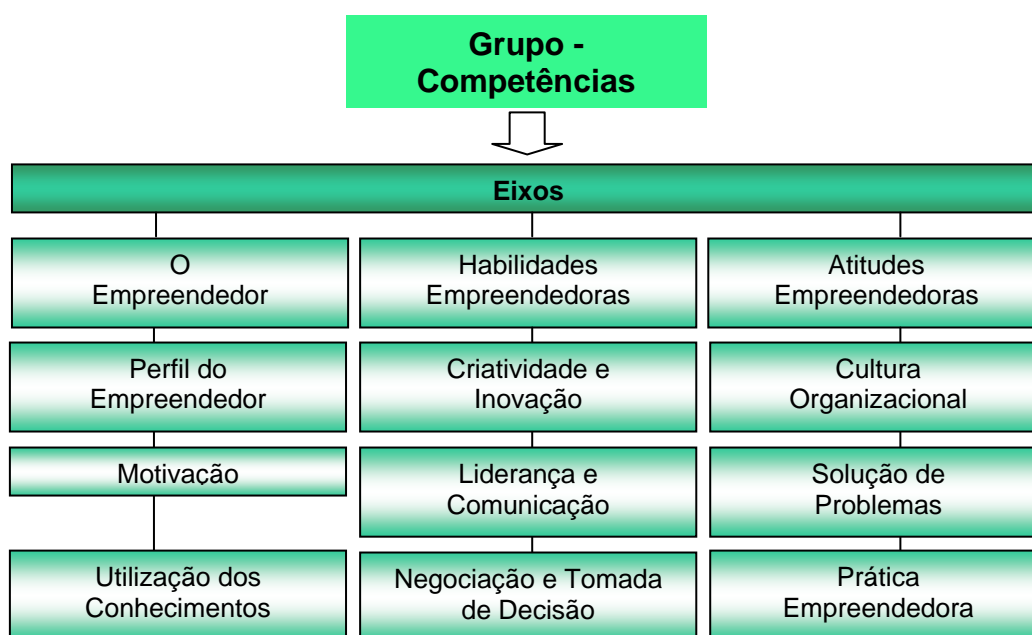 Grupo -
Competências
Eixos
O
Empreendedor
Habilidades
Empreendedoras
Atitudes
Empreendedoras
Perfil do
Empreendedor
Criatividade e
Inovação
Cultura
Organizacional
Motivação
Liderança e
Comunicação
Solução de
Problemas
Utilização dos
Conhecimentos
Negociação e Tomada
de Decisão
Prática
Empreendedora